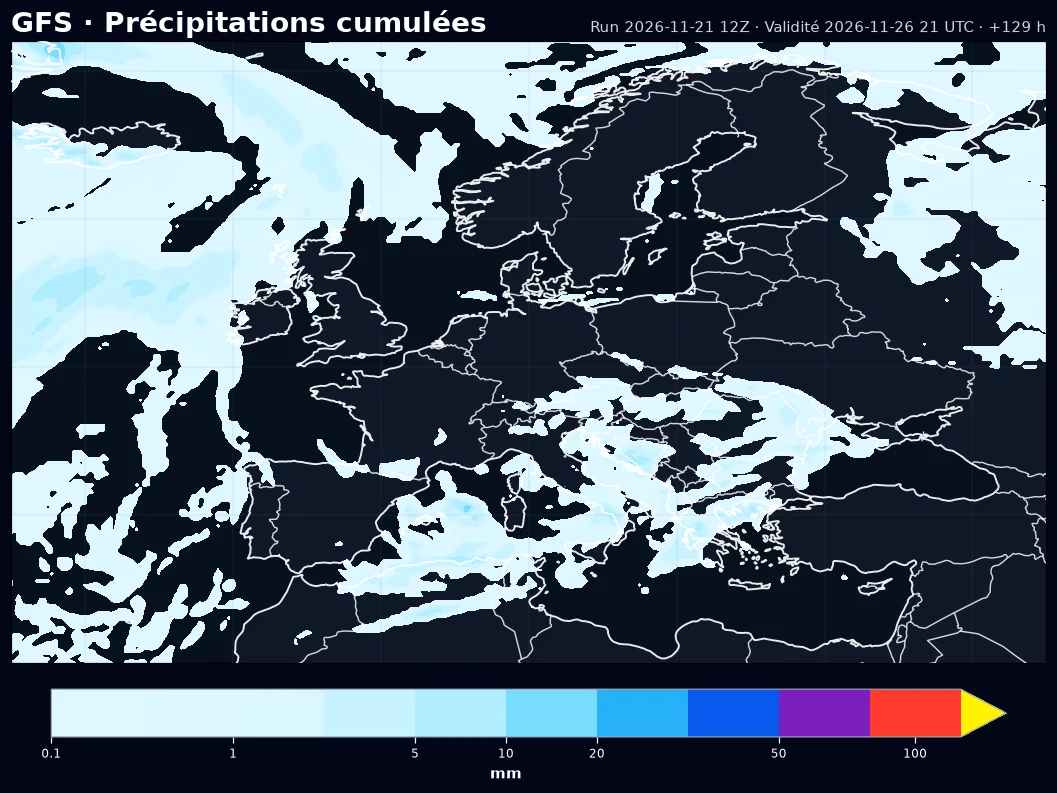 GFS · Précipitations cumulées
Run 2026-11-21 12Z · Validité 2026-11-26 21 UTC · +129 h
0.1 1 5 10 20 50 100
mm